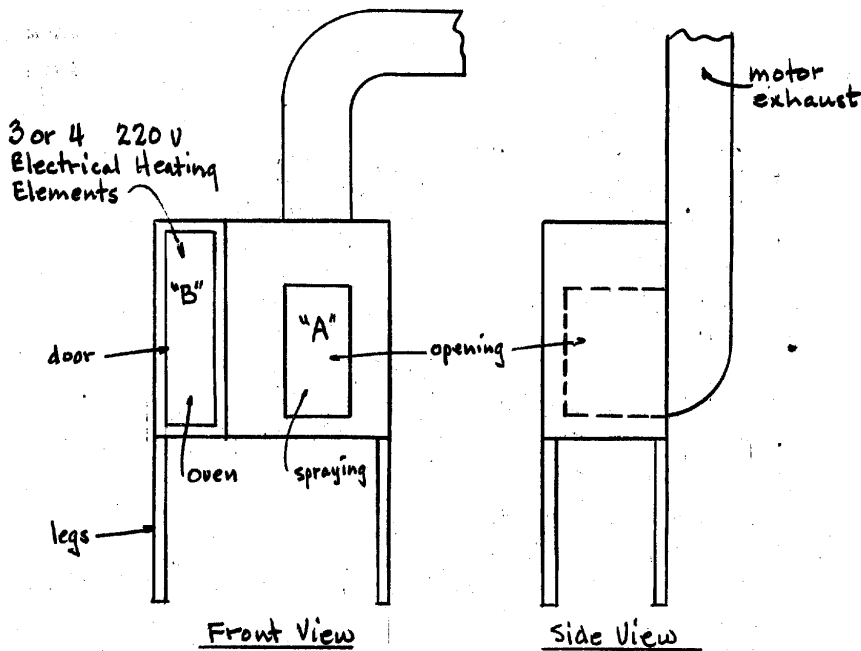 motor
exhaust
3 or 4 220 V
Electrical Heating
Elements
"B"
"A"
door
opening
oven
spraying
legs
Front View
Side View